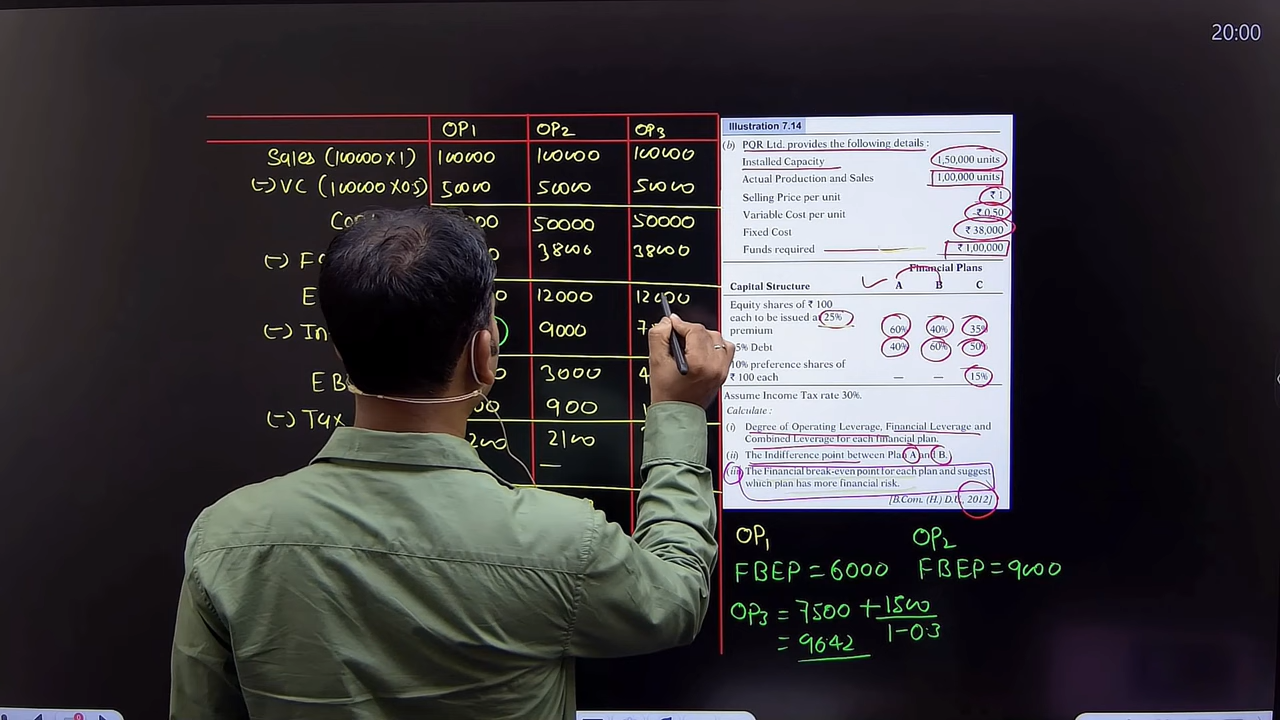 20:00
OP1 OP2 OP3
Sales (100000 X 1) 100000 100000 100000
(-) VC (100000 X 0.5) 50000 50000 50000
50000 50000
(-) 38000 38000
12000 12000
(-) 9000
3000
(-) Tax 900
2100
—
Illustration 7.14
(b) PQR Ltd. provides the following details :
Installed Capacity 1,50,000 units
Actual Production and Sales 1,00,000 units
Selling Price per unit ₹ 1
Variable Cost per unit ₹ 0.50
Fixed Cost ₹ 38,000
Funds required ₹ 1,00,000
Financial Plans
Capital Structure A B C
Equity shares of ₹ 100
each to be issued at 25%
premium 60% 40% 35%
5% Debt 40% 60% 50%
10% preference shares of
₹ 100 each — — 15%
Assume Income Tax rate 30%.
Calculate :
(i) Degree of Operating Leverage, Financial Leverage and
Combined Leverage for each financial plan.
(ii) The Indifference point between Plan A and B.
(iii) The Financial break-even point for each plan and suggest
which plan has more financial risk.
[B.Com. (H.) D.U., 2012]
OP1 OP2
FBEP = 6000 FBEP = 9000
OP3 = 7500 + 1500
1-0.3
= 9642